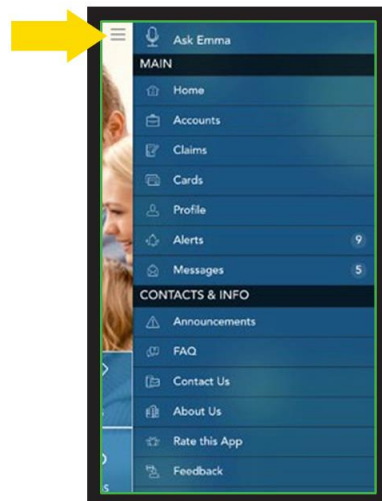 Ask Emma
MAIN
Home
Accounts
Claims
Cards
Profile
Alerts 9
Messages 5
CONTACTS & INFO
Announcements
FAQ
Contact Us
About Us
Rate this App
Feedback